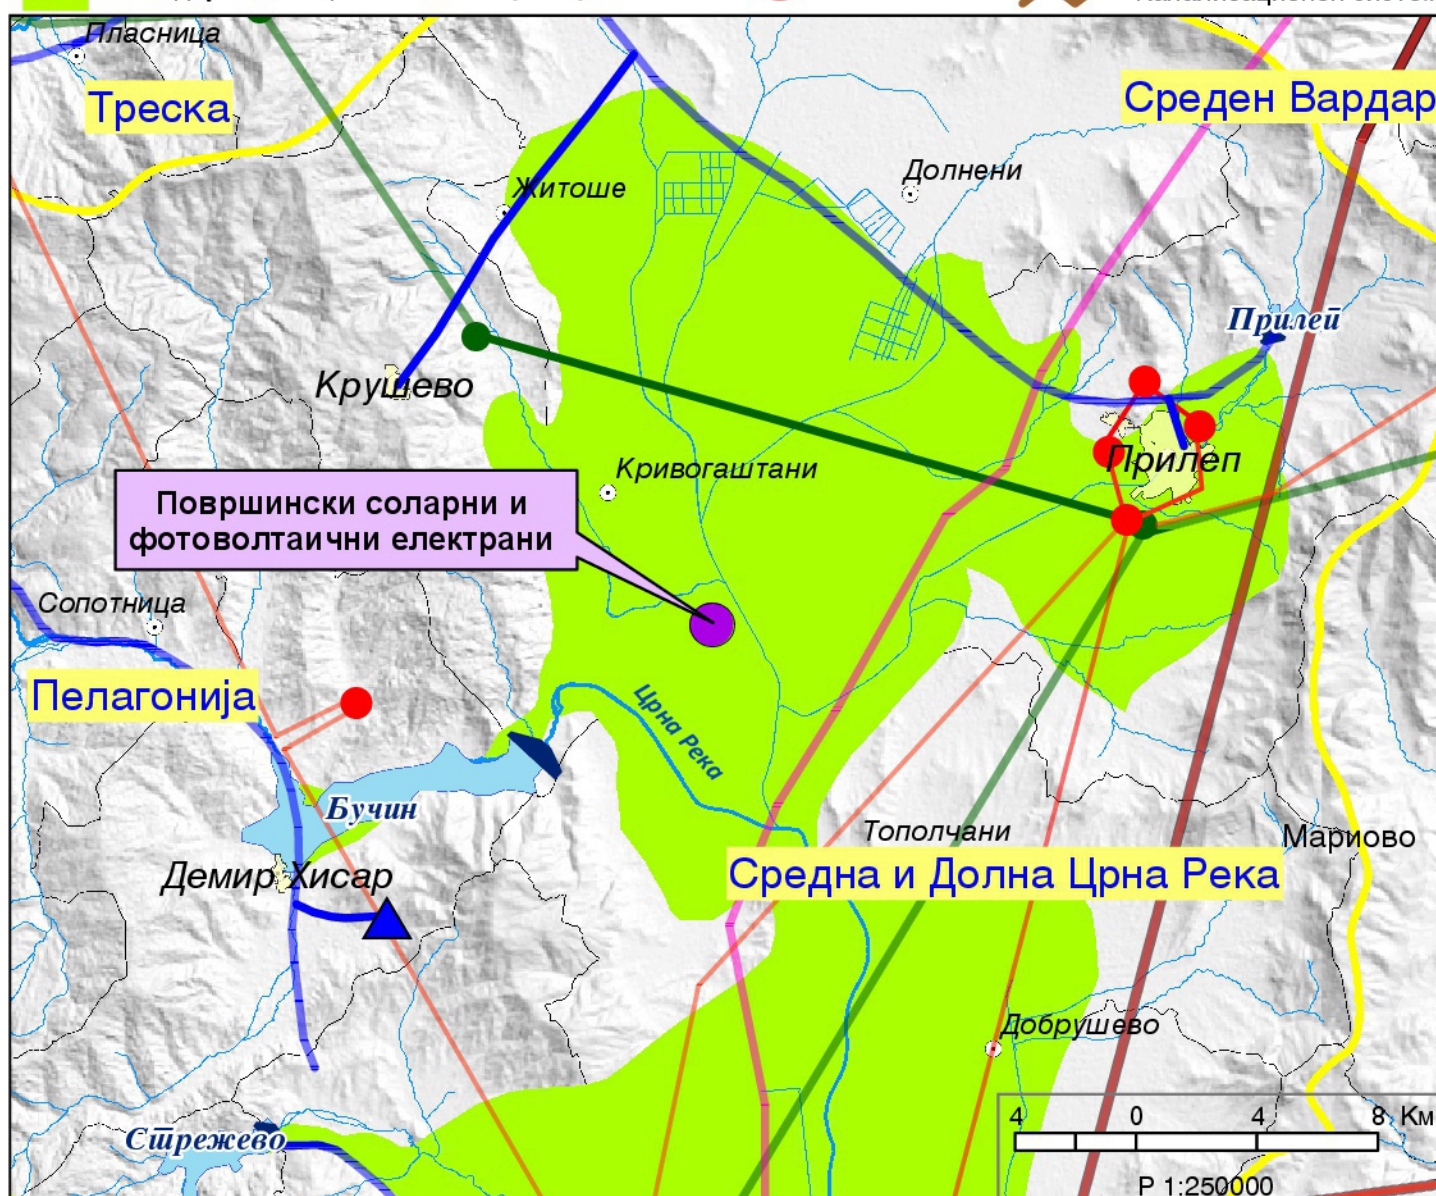 Пласница
Треска
Среден Вардар
Долнени
Житоше
Прилеп
Крушево
Кривогаштани
Прилеп
Површински соларни и
фотоволтаични електрани
Сопотница
Пелагонија
Црна Река
Бучин
Тополчани
Мариово
Демир Хисар
Средна и Долна Црна Река
Добрушево
4 0 4 8 Км
Стрежево
Р 1:250000